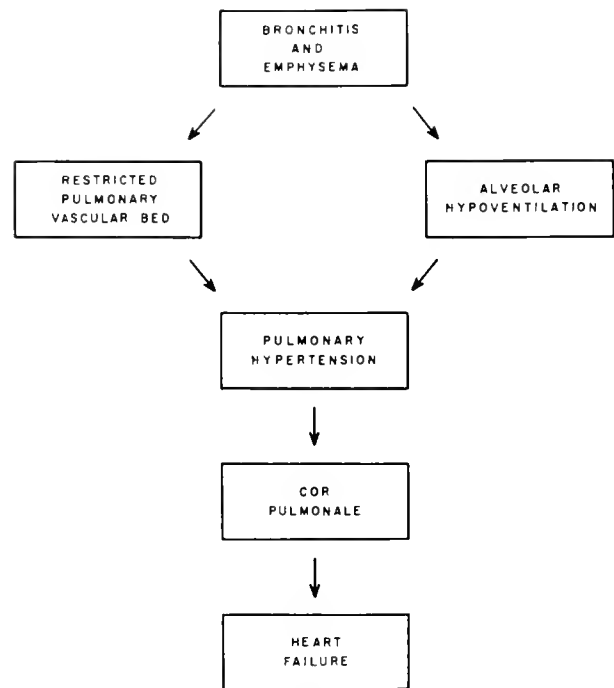 BRONCHITIS
AND
EMPHYSEMA
RESTRICTED
PULMONARY
VASCULAR BED
ALVEOLAR
HYPOVENTILATION
PULMONARY
HYPERTENSION
COR
PULMONALE
HEART
FAILURE